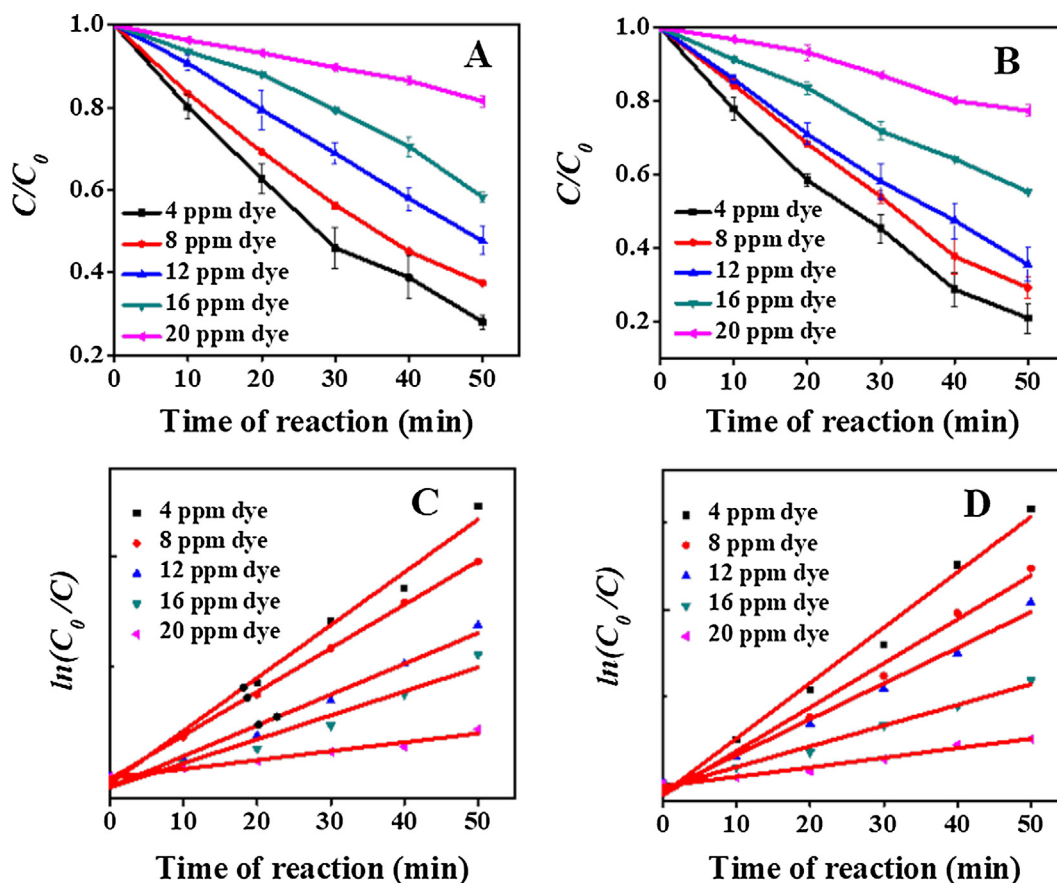 A
C/C0
1.0
0.8
0.6
0.4
0.2
4 ppm dye
8 ppm dye
12 ppm dye
16 ppm dye
20 ppm dye
0 10 20 30 40 50
Time of reaction (min)
B
C/C0
1.0
0.8
0.6
0.4
0.2
4 ppm dye
8 ppm dye
12 ppm dye
16 ppm dye
20 ppm dye
0 10 20 30 40 50
Time of reaction (min)
C
ln(C0/C)
4 ppm dye
8 ppm dye
12 ppm dye
16 ppm dye
20 ppm dye
0 10 20 30 40 50
Time of reaction (min)
D
ln(C0/C)
4 ppm dye
8 ppm dye
12 ppm dye
16 ppm dye
20 ppm dye
0 10 20 30 40 50
Time of reaction (min)